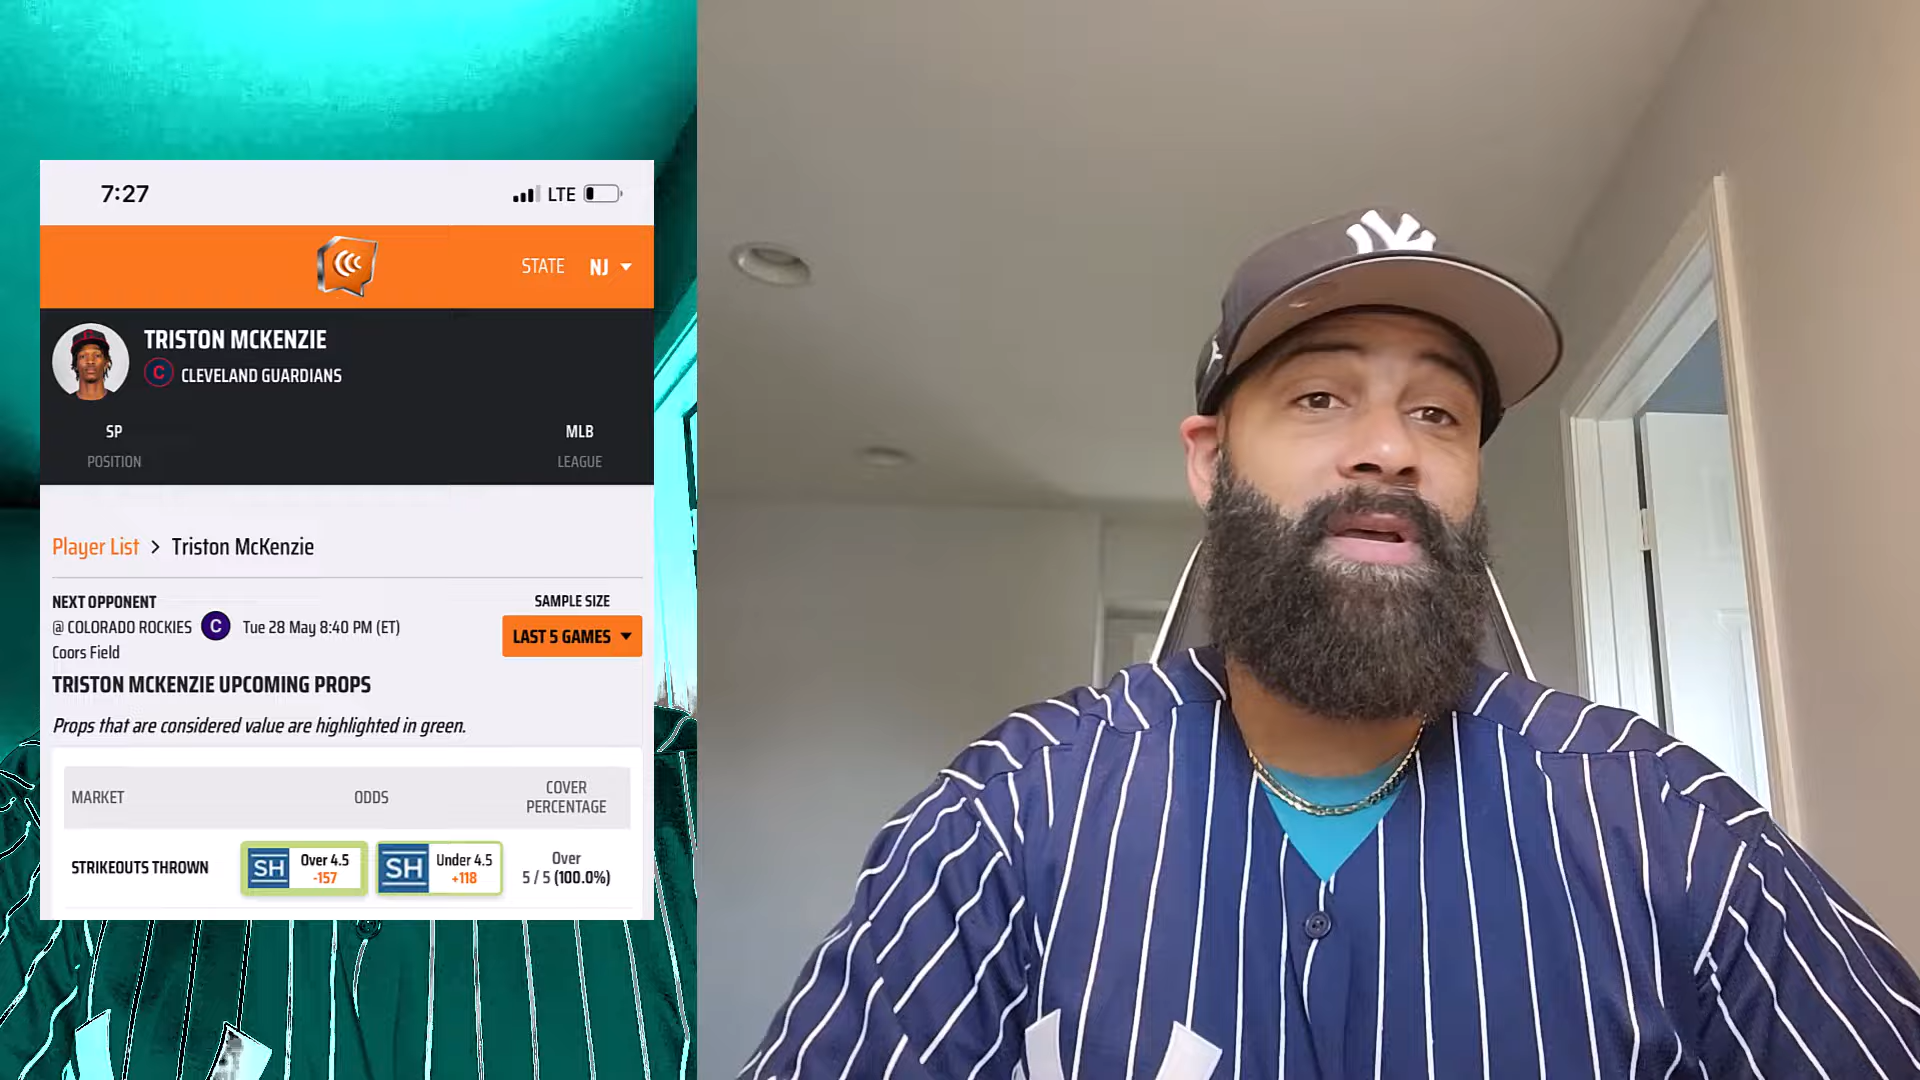 7:27
LTE
STATE NJ
TRISTON MCKENZIE
C CLEVELAND GUARDIANS
SP
MLB
POSITION
LEAGUE
Player List > Triston McKenzie
NEXT OPPONENT
SAMPLE SIZE
@ COLORADO ROCKIES C Tue 28 May 8:40 PM (ET)
LAST 5 GAMES
Coors Field
TRISTON MCKENZIE UPCOMING PROPS
Props that are considered value are highlighted in green.
MARKET
ODDS
COVER
PERCENTAGE
STRIKEOUTS THROWN
SH Over 4.5
-157
SH Under 4.5
+118
Over
5 / 5 (100.0%)
NY